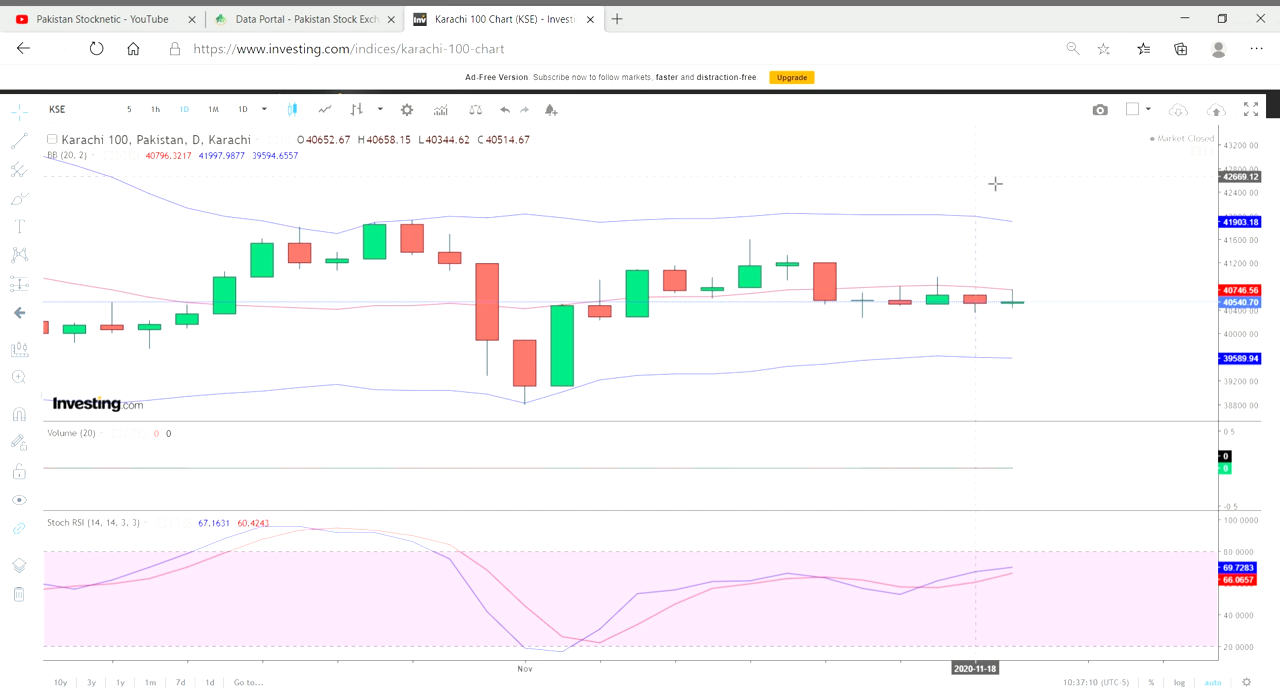 Pakistan Stocknetic - YouTube
Data Portal - Pakistan Stock Exch
Karachi 100 Chart (KSE) - Investi
https://www.investing.com/indices/karachi-100-chart
Ad-Free Version. Subscribe now to follow markets, faster and distraction-free. Upgrade
KSE 5 1h 1D 1M 1D
Karachi 100, Pakistan, D, Karachi O40652.67 H40658.15 L40344.62 C40514.67
Market Closed
BB (20, 2) 40796.3217 41997.9877 39594.6557
43200.00
42800.00
42669.12
42400.00
41903.18
41600.00
41200.00
40746.56
40540.70
40400.00
40000.00
39589.94
39200.00
38800.00
Investing.com
Volume (20) 0 0
0.5
0
0
-0.5
Stoch RSI (14, 14, 3, 3) 67.1631 60.4243
100.0000
80.0000
69.7283
66.0657
40.0000
20.0000
Nov 2020-11-18
10y 3y 1y 1m 7d 1d Go to... 10:37:10 (UTC-5) % log auto